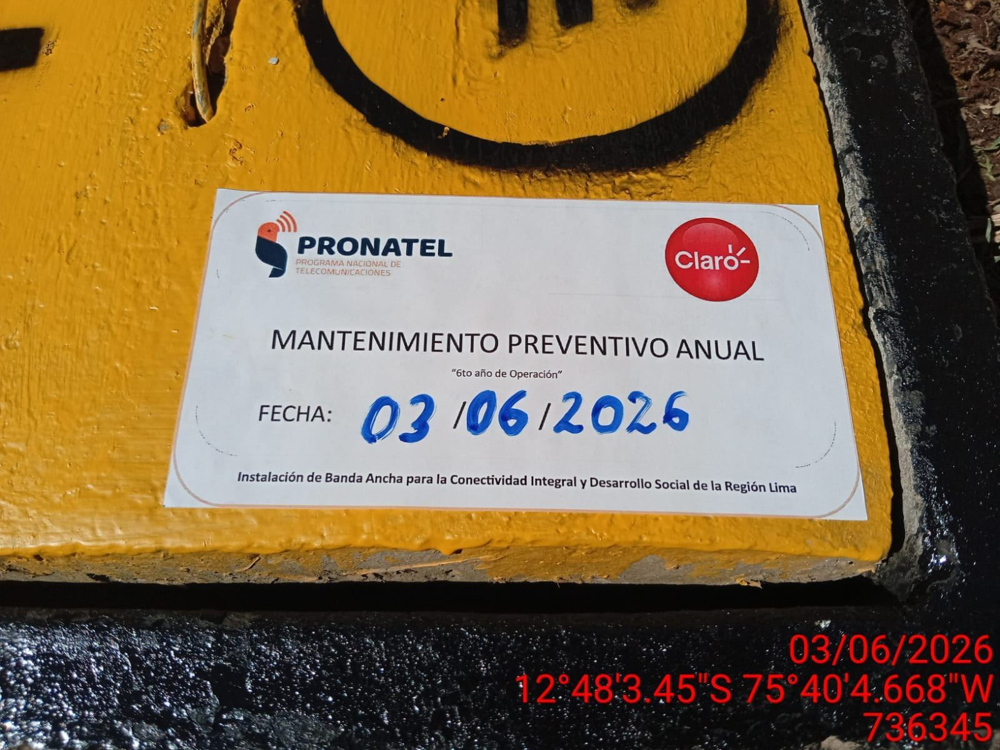 PRONATEL
PROGRAMA NACIONAL DE
TELECOMUNICACIONES
Claro
MANTENIMIENTO PREVENTIVO ANUAL
“6to año de Operación”
FECHA: 03/06/2026
Instalación de Banda Ancha para la Conectividad Integral y Desarrollo Social de la Región Lima
03/06/2026
12°48'3.45"S 75°40'4.668"W
736345